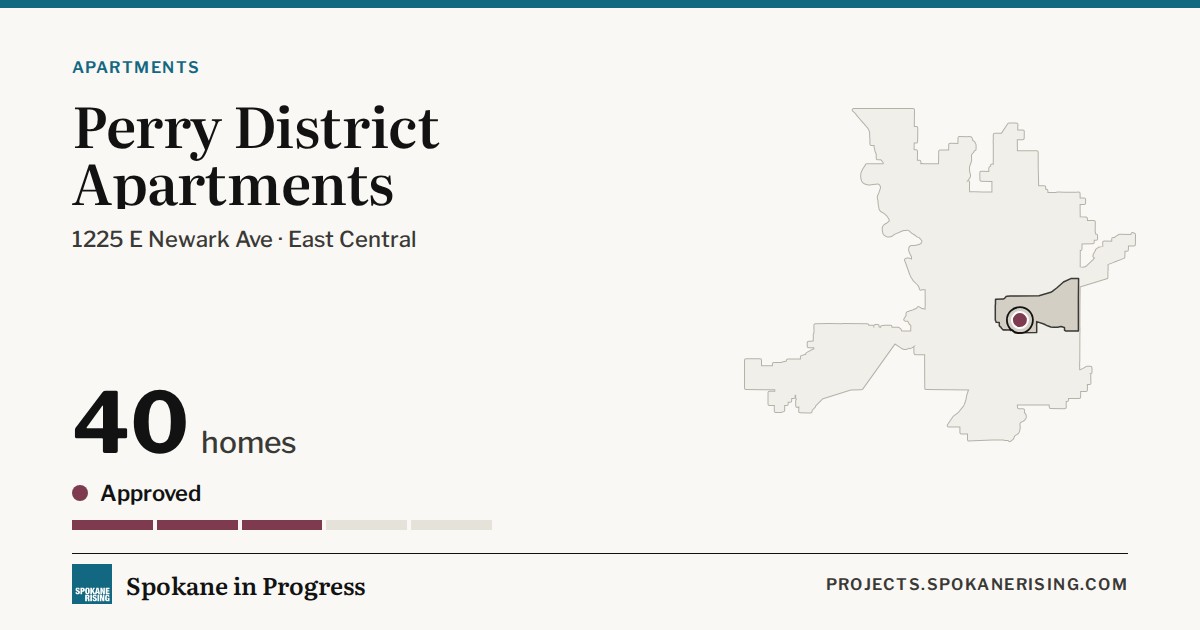 APARTMENTS
Perry District
Apartments
1225 E Newark Ave · East Central
40 homes
Approved
SPOKANE
RISING
Spokane in Progress
PROJECTS.SPOKANERISING.COM